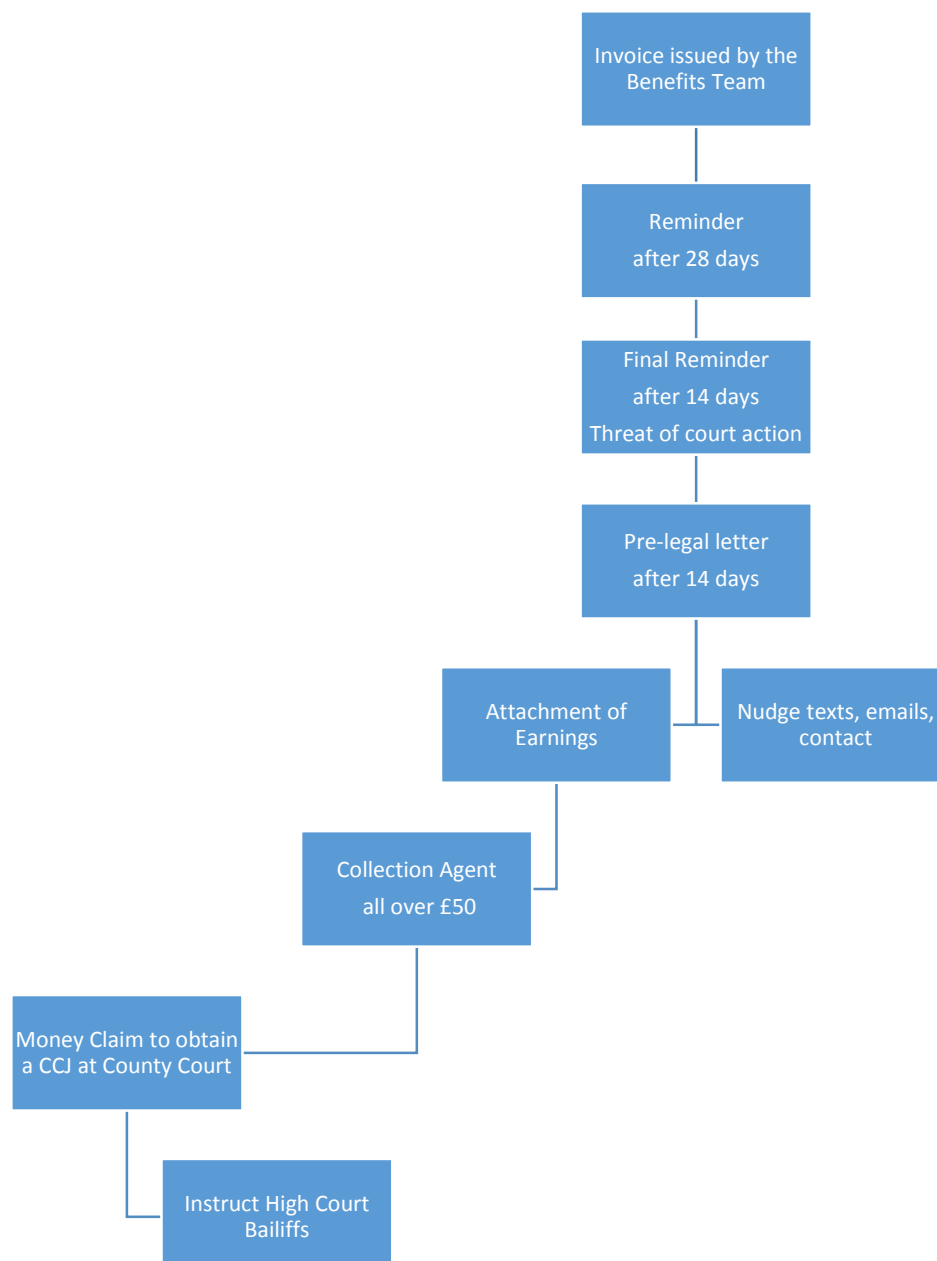 Invoice issued by the
Benefits Team
Reminder
after 28 days
Final Reminder
after 14 days
Threat of court action
Pre-legal letter
after 14 days
Attachment of
Earnings
Nudge texts, emails,
contact
Collection Agent
all over £50
Money Claim to obtain
a CCJ at County Court
Instruct High Court
Bailiffs